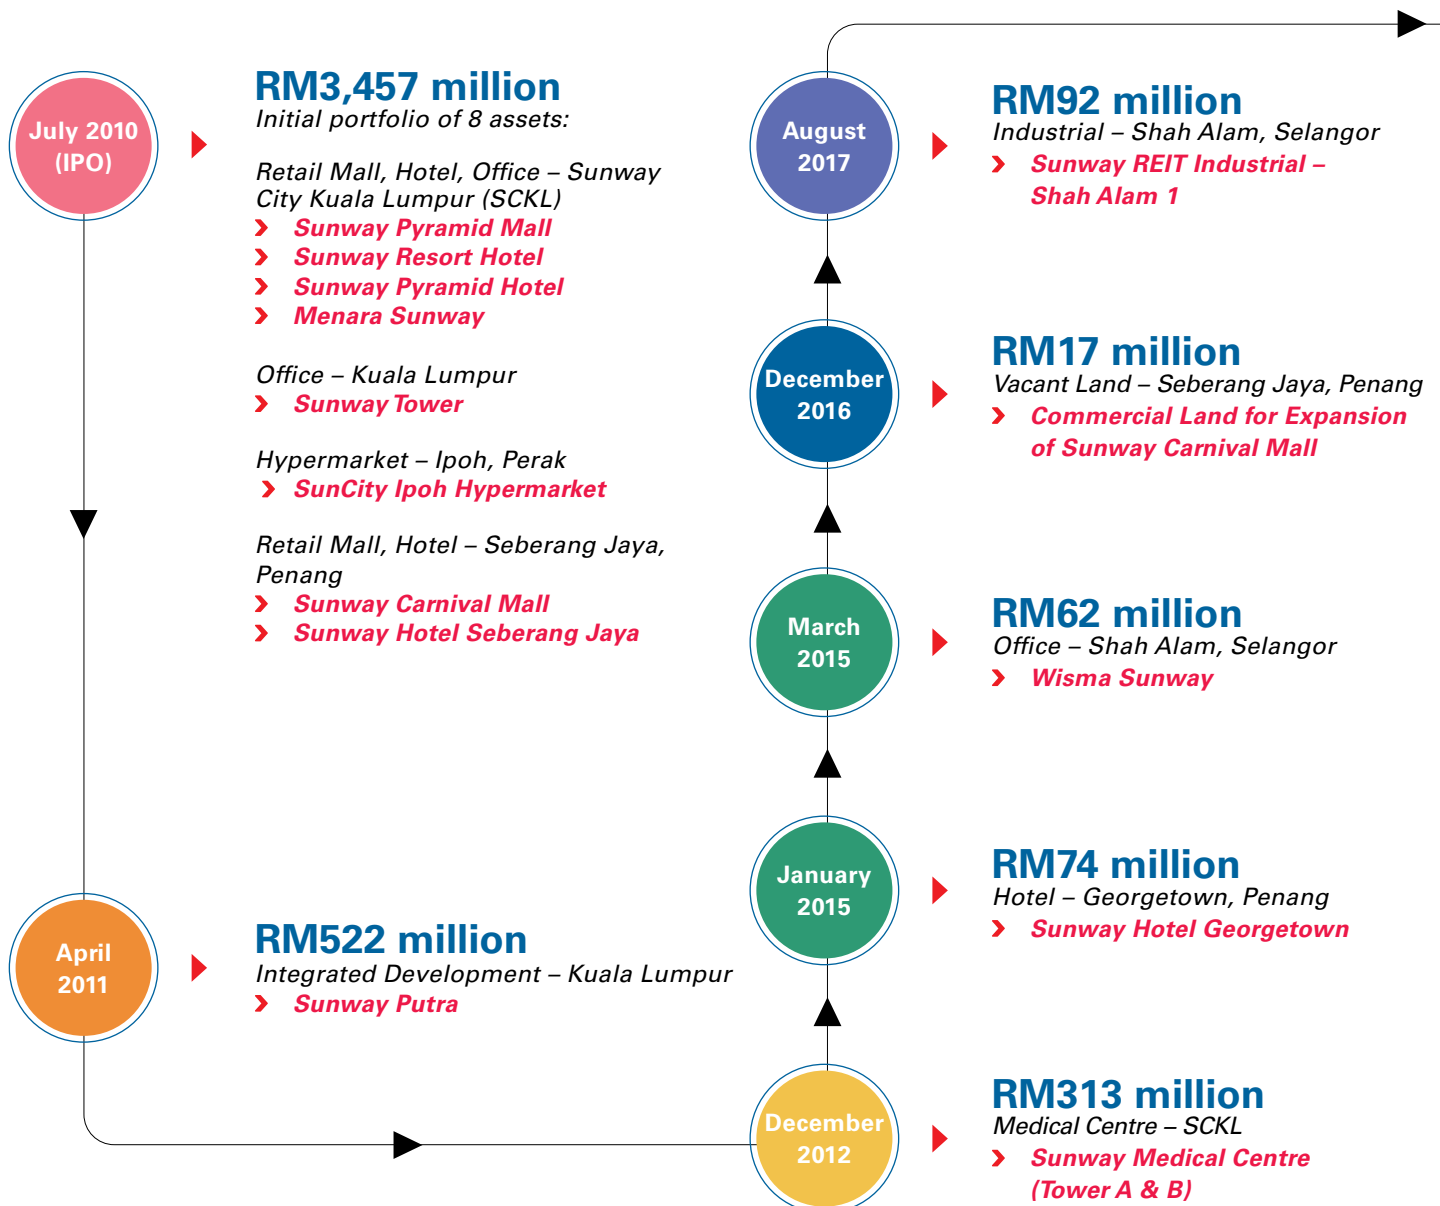 July 2010
(IPO)
RM3,457 million
Initial portfolio of 8 assets:
Retail Mall, Hotel, Office – Sunway
City Kuala Lumpur (SCKL)
Sunway Pyramid Mall
Sunway Resort Hotel
Sunway Pyramid Hotel
Menara Sunway
Office – Kuala Lumpur
Sunway Tower
Hypermarket – Ipoh, Perak
SunCity Ipoh Hypermarket
Retail Mall, Hotel – Seberang Jaya,
Penang
Sunway Carnival Mall
Sunway Hotel Seberang Jaya
April
2011
RM522 million
Integrated Development – Kuala Lumpur
Sunway Putra
December
2012
RM313 million
Medical Centre – SCKL
Sunway Medical Centre
(Tower A & B)
January
2015
RM74 million
Hotel – Georgetown, Penang
Sunway Hotel Georgetown
March
2015
RM62 million
Office – Shah Alam, Selangor
Wisma Sunway
December
2016
RM17 million
Vacant Land – Seberang Jaya, Penang
Commercial Land for Expansion
of Sunway Carnival Mall
August
2017
RM92 million
Industrial – Shah Alam, Selangor
Sunway REIT Industrial –
Shah Alam 1